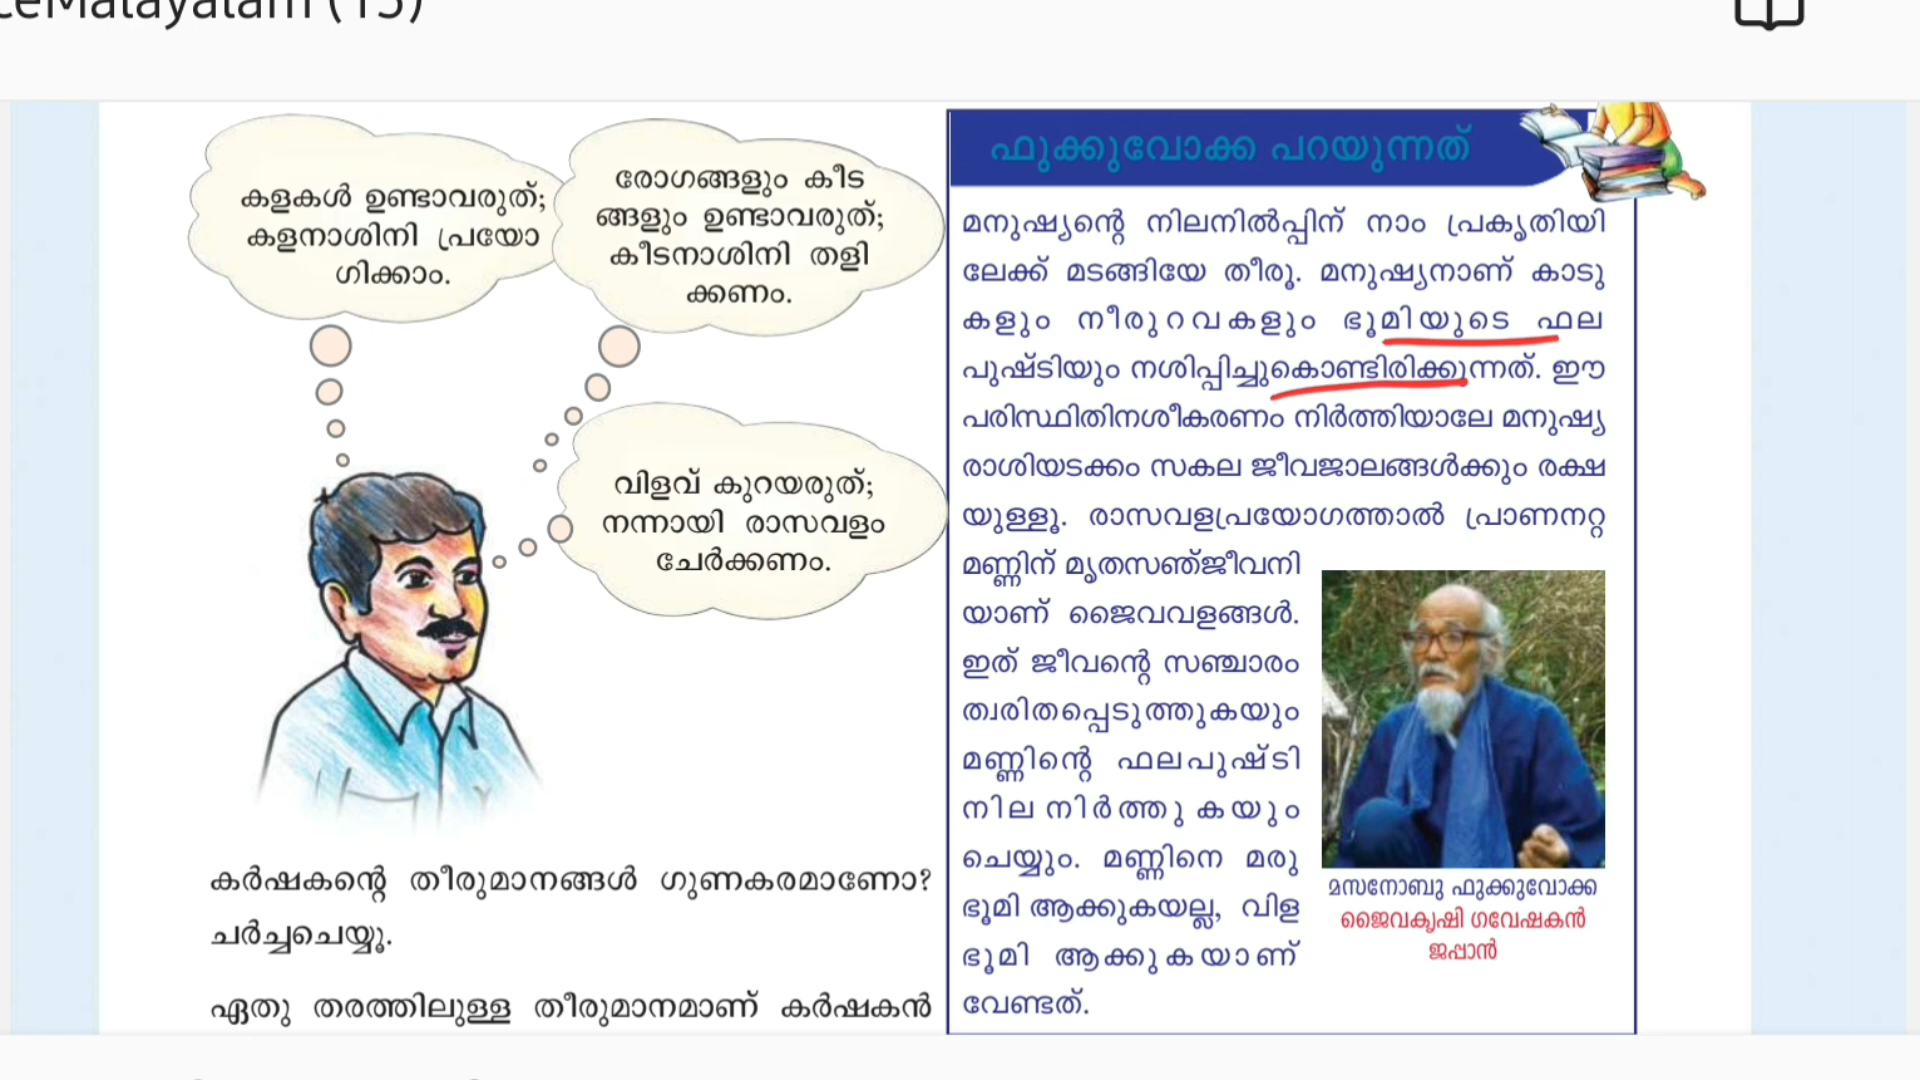 ceMalayalam (15)
കളകൾ ഉണ്ടാവരുത്;
കളനാശിനി പ്രയോ
ഗിക്കാം.
രോഗങ്ങളും കീട
ങ്ങളും ഉണ്ടാവരുത്;
കീടനാശിനി തളി
ക്കണം.
വിളവ് കുറയരുത്;
നന്നായി രാസവളം
ചേർക്കണം.
കർഷകന്റെ തീരുമാനങ്ങൾ ഗുണകരമാണോ?
ചർച്ചചെയ്യൂ.
ഏതു തരത്തിലുള്ള തീരുമാനമാണ് കർഷകൻ
ഫുക്കുവോക്ക പറയുന്നത്
മനുഷ്യന്റെ നിലനിൽപ്പിന് നാം പ്രകൃതിയി
ലേക്ക് മടങ്ങിയേ തീരൂ. മനുഷ്യനാണ് കാടു
കളും നീരുറവകളും ഭൂമിയുടെ ഫല
പുഷ്ടിയും നശിപ്പിച്ചുകൊണ്ടിരിക്കുന്നത്. ഈ
പരിസ്ഥിതിനശീകരണം നിർത്തിയാലേ മനുഷ്യ
രാശിയടക്കം സകല ജീവജാലങ്ങൾക്കും രക്ഷ
യുള്ളൂ. രാസവളപ്രയോഗത്താൽ പ്രാണനറ്റ
മണ്ണിന് മൃതസഞ്ജീവനി
യാണ് ജൈവവളങ്ങൾ.
ഇത് ജീവന്റെ സഞ്ചാരം
ത്വരിതപ്പെടുത്തുകയും
മണ്ണിന്റെ ഫലപുഷ്ടി
നിലനിർത്തുകയും
ചെയ്യും. മണ്ണിനെ മരു
ഭൂമി ആക്കുകയല്ല, വിള
ഭൂമി ആക്കുകയാണ്
വേണ്ടത്.
മസനോബു ഫുക്കുവോക്ക
ജൈവകൃഷി ഗവേഷകൻ
ജപ്പാൻ